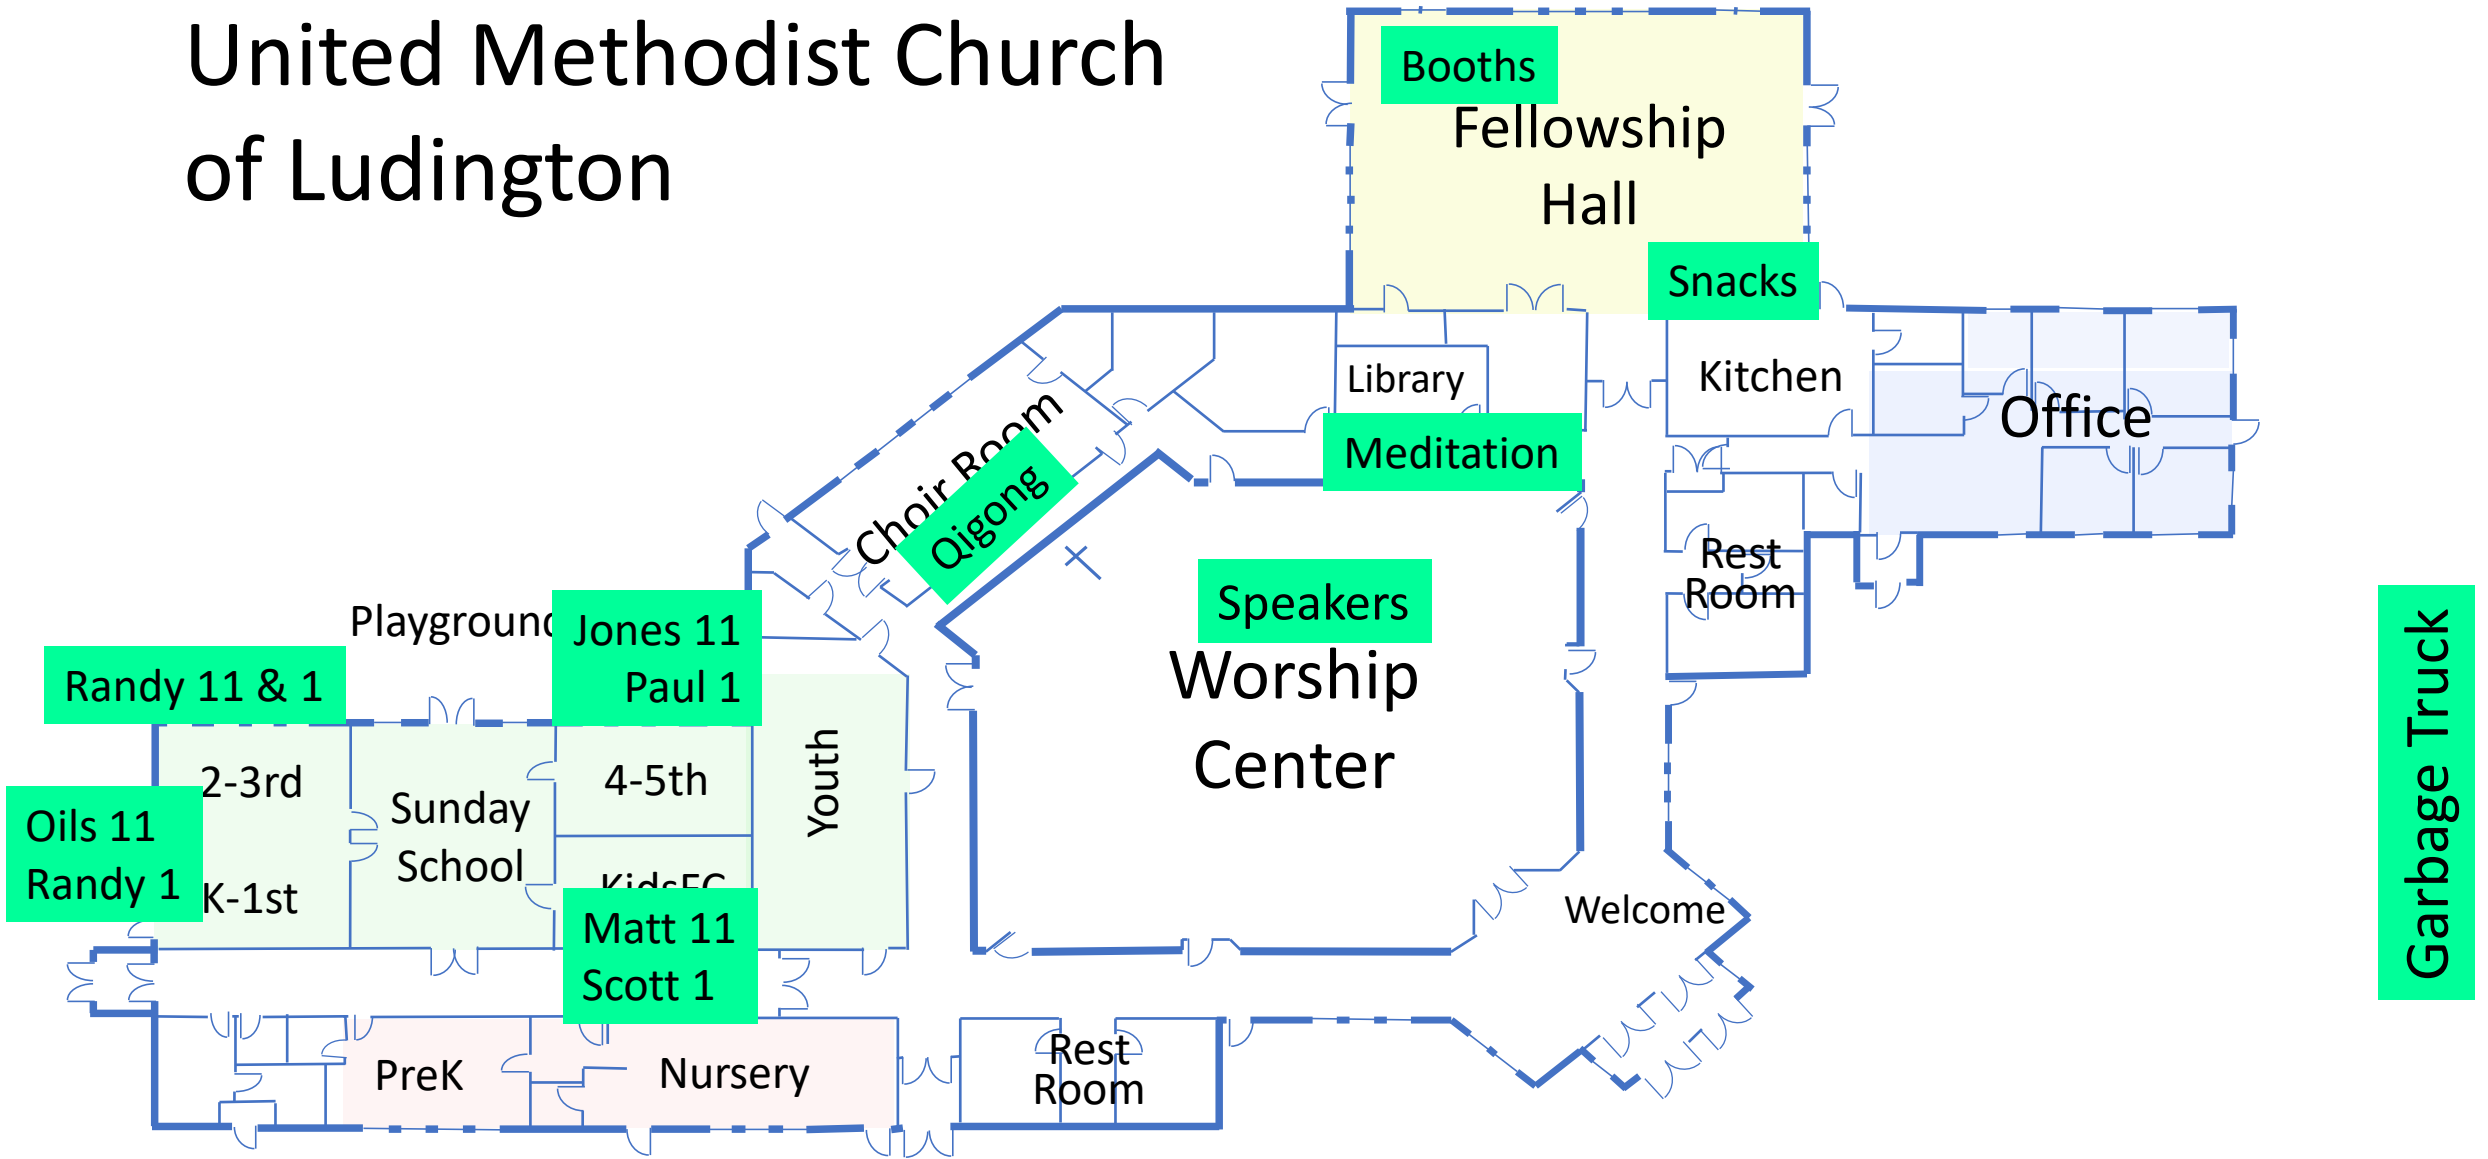 United Methodist Church
of Ludington
Booths
Fellowship
Hall
Snacks
Library
Kitchen
Office
Meditation
Choir Room
Qigong
Rest
Room
Playground
Jones 11
Paul 1
Randy 11 & 1
Speakers
Worship
Center
Garbage Truck
2-3rd
Oils 11
Randy 1
K-1st
Sunday
School
4-5th
KidsFC
Youth
Matt 11
Scott 1
Welcome
PreK
Nursery
Rest
Room